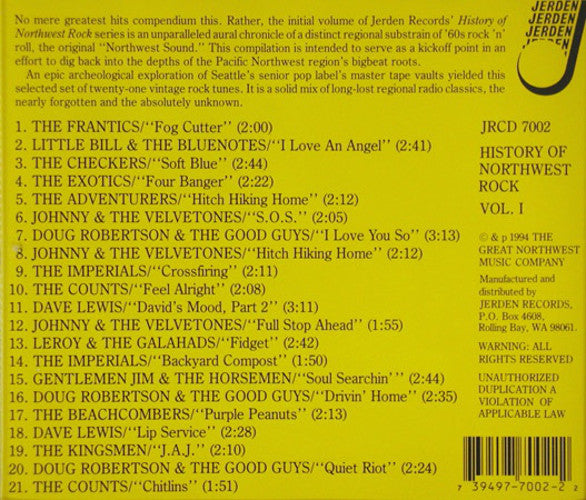 No mere greatest hits compendium this. Rather, the initial volume of Jerden Records' History of
Northwest Rock series is an unparalleled aural chronicle of a distinct regional substrain of '60s rock 'n'
roll, the original "Northwest Sound." This compilation is intended to serve as a kickoff point in an
effort to dig back into the depths of the Pacific Northwest region's bigbeat roots.
An epic archeological exploration of Seattle's senior pop label's master tape vaults yielded this
selected set of twenty-one vintage rock tunes. It is a solid mix of long-lost regional radio classics, the
nearly forgotten and the absolutely unknown.
JERDEN
JERDEN
JERDEN
JERDEN
1. THE FRANTICS/"Fog Cutter" (2:00)
2. LITTLE BILL & THE BLUENOTES/"I Love An Angel" (2:41)
3. THE CHECKERS/"Soft Blue" (2:44)
4. THE EXOTICS/"Four Banger" (2:22)
5. THE ADVENTURERS/"Hitch Hiking Home" (2:12)
6. JOHNNY & THE VELVETONES/"S.O.S." (2:05)
7. DOUG ROBERTSON & THE GOOD GUYS/"I Love You So" (3:13)
8. JOHNNY & THE VELVETONES/"Hitch Hiking Home" (2:12)
9. THE IMPERIALS/"Crossfiring" (2:11)
10. THE COUNTS/"Feel Alright" (2:08)
11. DAVE LEWIS/"David's Mood, Part 2" (3:11)
12. JOHNNY & THE VELVETONES/"Full Stop Ahead" (1:55)
13. LEROY & THE GALAHADS/"Fidget" (2:42)
14. THE IMPERIALS/"Backyard Compost" (1:50)
15. GENTLEMEN JIM & THE HORSEMEN/"Soul Searchin'" (2:44)
16. DOUG ROBERTSON & THE GOOD GUYS/"Drivin' Home" (2:35)
17. THE BEACHCOMBERS/"Purple Peanuts" (2:13)
18. DAVE LEWIS/"Lip Service" (2:28)
19. THE KINGSMEN/"J.A.J." (2:10)
20. DOUG ROBERTSON & THE GOOD GUYS/"Quiet Riot" (2:24)
21. THE COUNTS/"Chitlins" (1:51)
JRCD 7002
HISTORY OF
NORTHWEST
ROCK
VOL. I
© & p 1994 THE
GREAT NORTHWEST
MUSIC COMPANY
Manufactured and
distributed by
JERDEN RECORDS,
P.O. Box 4608,
Rolling Bay, WA 98061.
WARNING: ALL
RIGHTS RESERVED
UNAUTHORIZED
DUPLICATION A
VIOLATION OF
APPLICABLE LAW
7 39497-7002-2 2